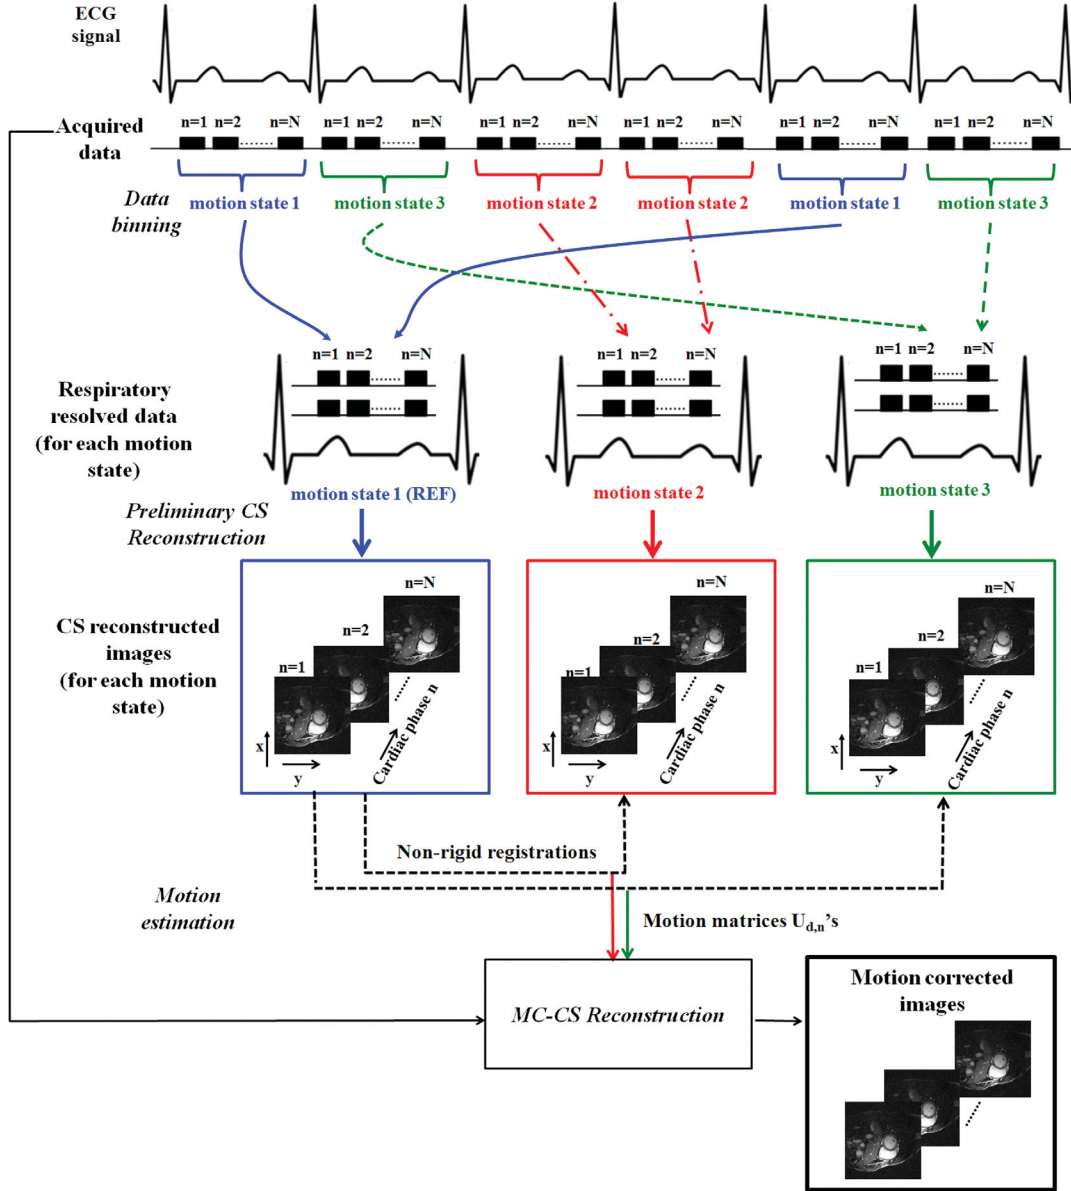 ECG
signal
n=1 n=2 n=N n=1 n=2 n=N n=1 n=2 n=N n=1 n=2 n=N n=1 n=2 n=N n=1 n=2 n=N
Acquired
data
Data
binning
motion state 1 motion state 3 motion state 2 motion state 2 motion state 1 motion state 3
n=1 n=2 n=N n=1 n=2 n=N n=1 n=2 n=N
Respiratory
resolved data
(for each motion
state)
motion state 1 (REF) motion state 2 motion state 3
Preliminary CS
Reconstruction
CS reconstructed
images
(for each motion
state)
n=N
n=2
n=1
x
y
Cardiac phase n
n=N
n=2
n=1
x
y
Cardiac phase n
n=N
n=2
n=1
x
y
Cardiac phase n
Non-rigid registrations
Motion
estimation
Motion matrices U_{d,n}’s
MC-CS Reconstruction
Motion corrected
images